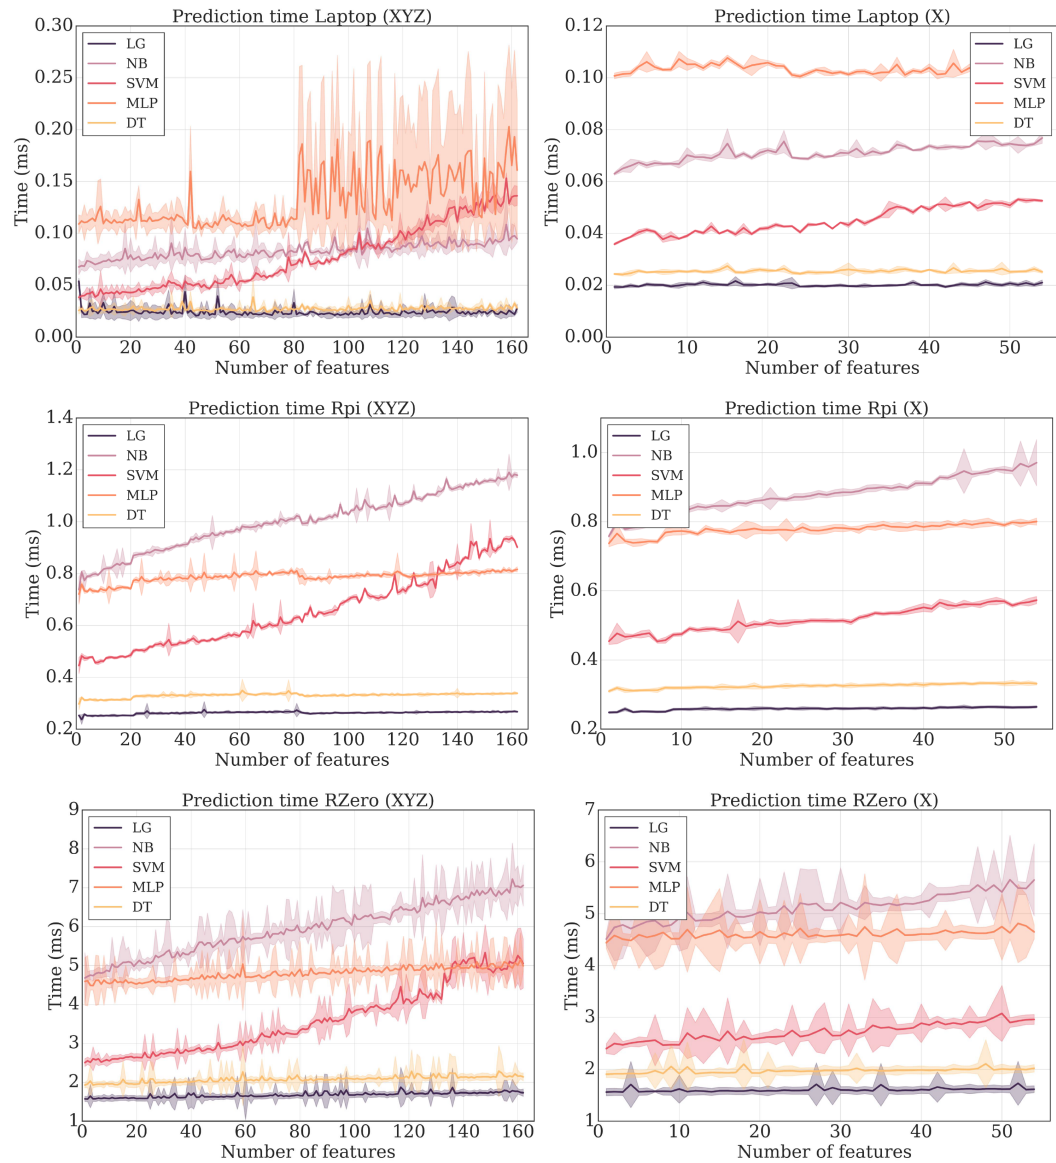 Prediction time Laptop (XYZ)
0.30
0.25
0.20
0.15
0.10
0.05
0.00
Time (ms)
LG
NB
SVM
MLP
DT
0 20 40 60 80 100 120 140 160
Number of features
Prediction time Laptop (X)
0.12
0.10
0.08
0.06
0.04
0.02
0.00
Time (ms)
LG
NB
SVM
MLP
DT
0 10 20 30 40 50
Number of features
Prediction time Rpi (XYZ)
1.4
1.2
1.0
0.8
0.6
0.4
0.2
Time (ms)
LG
NB
SVM
MLP
DT
0 20 40 60 80 100 120 140 160
Number of features
Prediction time Rpi (X)
1.0
0.8
0.6
0.4
0.2
Time (ms)
LG
NB
SVM
MLP
DT
0 10 20 30 40 50
Number of features
Prediction time RZero (XYZ)
9
8
7
6
5
4
3
2
1
Time (ms)
LG
NB
SVM
MLP
DT
0 20 40 60 80 100 120 140 160
Number of features
Prediction time RZero (X)
7
6
5
4
3
2
1
Time (ms)
LG
NB
SVM
MLP
DT
0 10 20 30 40 50
Number of features